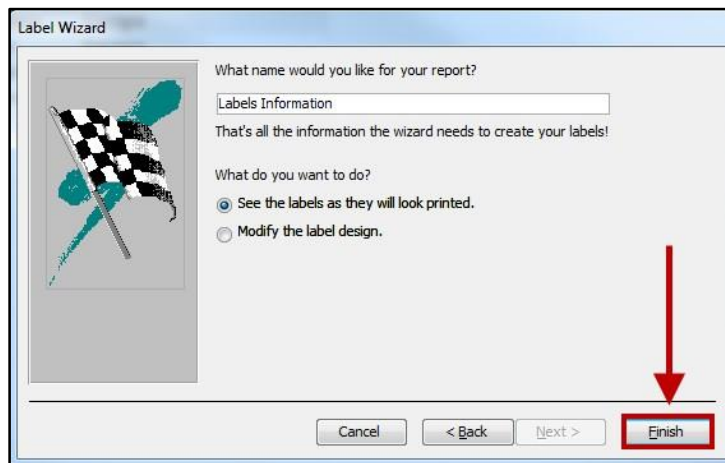 Label Wizard
What name would you like for your report?
Labels Information
That's all the information the wizard needs to create your labels!
What do you want to do?
See the labels as they will look printed.
Modify the label design.
Cancel
< Back
Next >
Finish